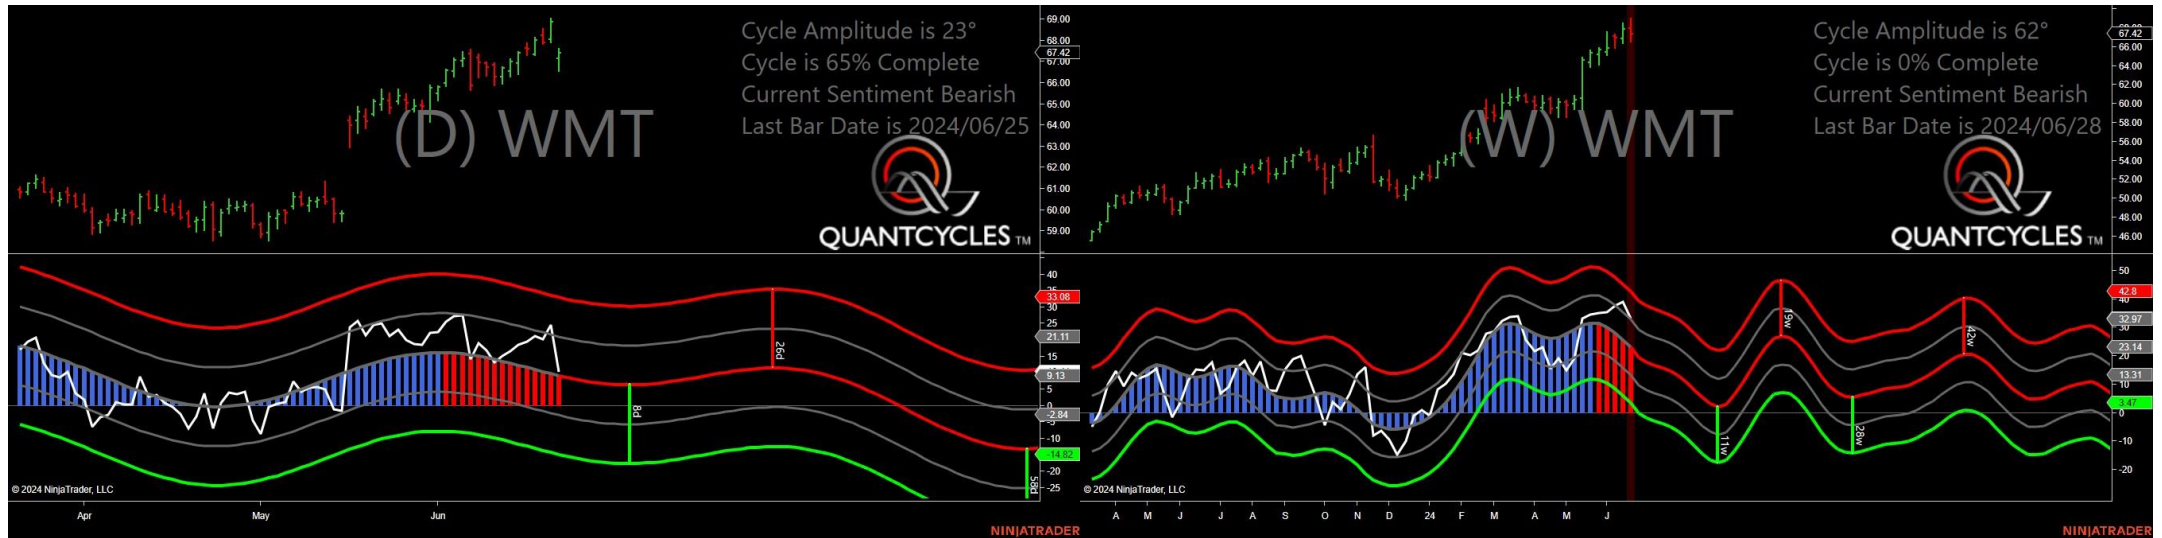 Cycle Amplitude is 23°
Cycle is 65% Complete
Current Sentiment Bearish
Last Bar Date is 2024/06/25
(D) WMT
QUANTCYCLES TM
69.00
68.00
67.42
67.00
66.00
65.00
64.00
63.00
62.00
61.00
60.00
59.00
40
33.08
30
25
21.11
15
9.13
5
0
-2.84
-5
-10
-14.82
-20
-25
8d
26d
58d
© 2024 NinjaTrader, LLC
Apr May Jun
NINJATRADER
Cycle Amplitude is 62°
Cycle is 0% Complete
Current Sentiment Bearish
Last Bar Date is 2024/06/28
(W) WMT
QUANTCYCLES TM
68.00
67.42
66.00
64.00
62.00
60.00
58.00
56.00
54.00
52.00
50.00
48.00
46.00
50
42.8
40
32.97
30
23.14
20
13.31
10
3.47
0
-10
-20
11w
19w
28w
42w
© 2024 NinjaTrader, LLC
A M J J A S O N D 24 F M A M J
NINJATRADER